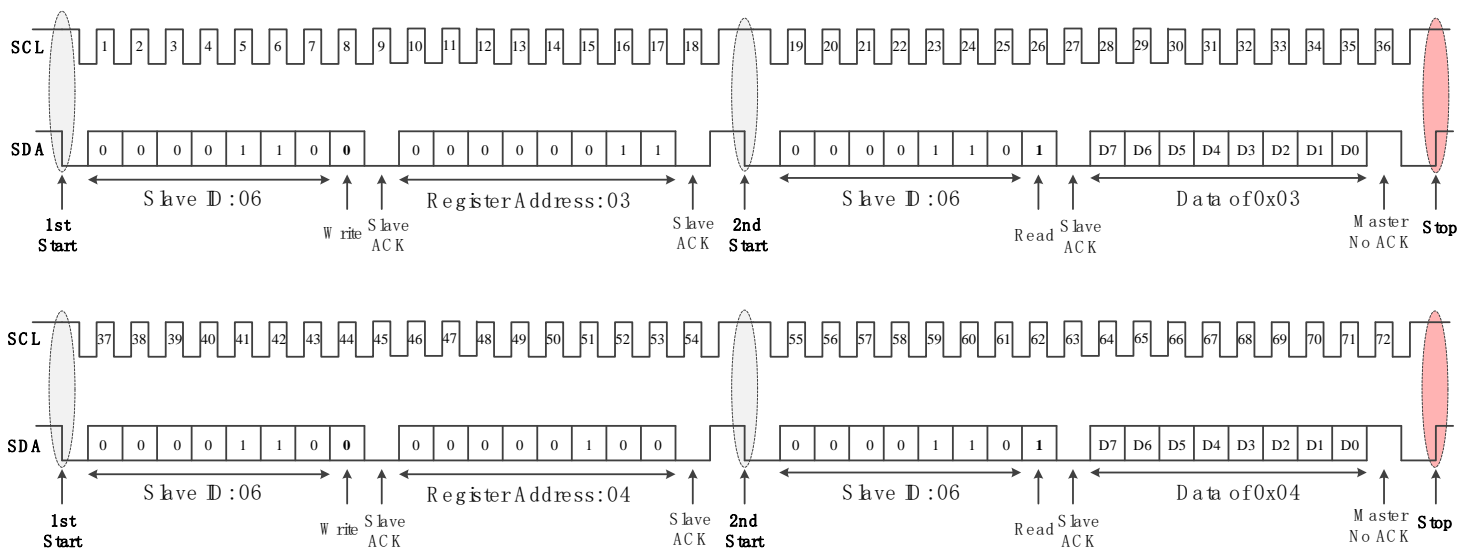 SCL 1 2 3 4 5 6 7 8 9 10 11 12 13 14 15 16 17 18 19 20 21 22 23 24 25 26 27 28 29 30 31 32 33 34 35 36
SDA 0 0 0 0 1 1 0 0 0 0 0 0 0 0 1 1 0 0 0 0 1 1 0 1 D7 D6 D5 D4 D3 D2 D1 D0
Slave ID : 06 Register Address : 03 Slave ID : 06 Data of 0x03
1st Start Write Slave ACK Slave ACK 2nd Start Read Slave ACK Master No ACK Stop
SCL 37 38 39 40 41 42 43 44 45 46 47 48 49 50 51 52 53 54 55 56 57 58 59 60 61 62 63 64 65 66 67 68 69 70 71 72
SDA 0 0 0 0 1 1 0 0 0 0 0 0 0 1 0 0 0 0 0 0 1 1 0 1 D7 D6 D5 D4 D3 D2 D1 D0
Slave ID : 06 Register Address : 04 Slave ID : 06 Data of 0x04
1st Start Write Slave ACK Slave ACK 2nd Start Read Slave ACK Master No ACK Stop